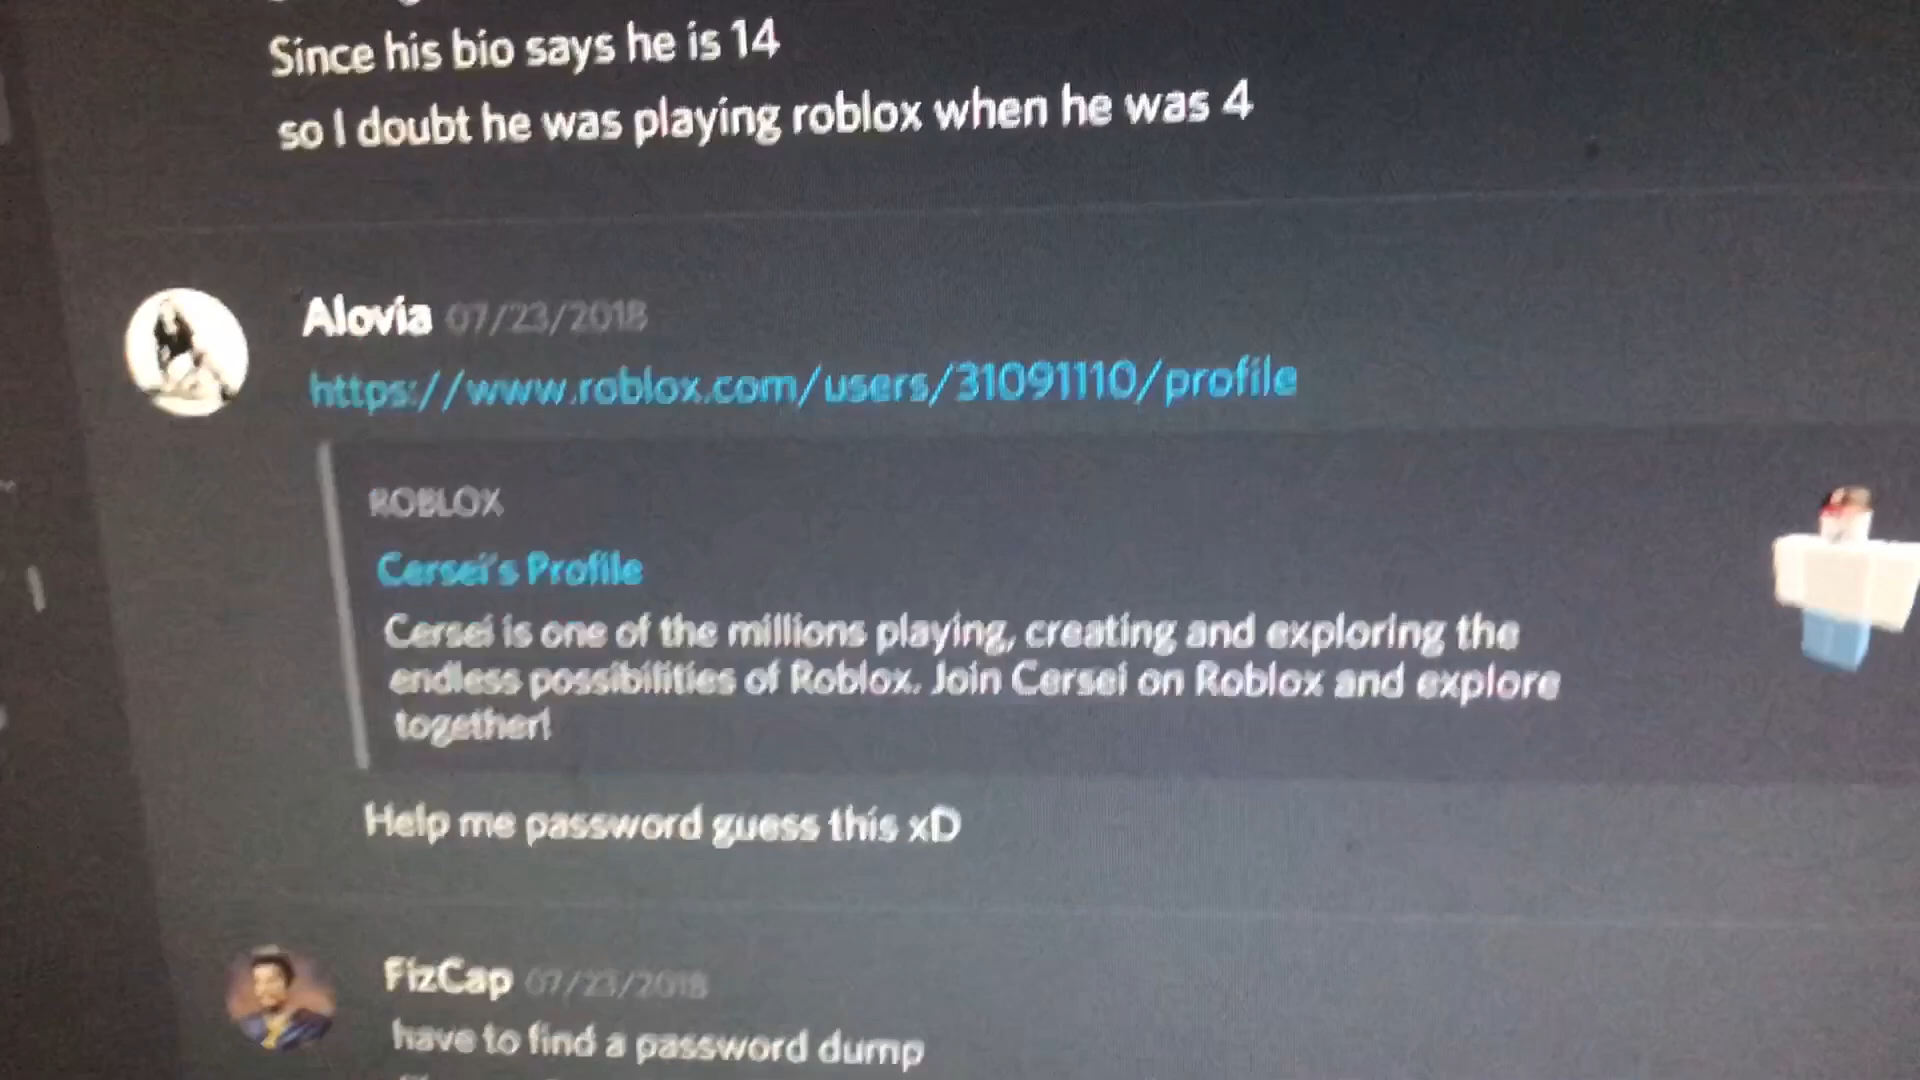 Since his bio says he is 14
so I doubt he was playing roblox when he was 4
Alovia 07/23/2018
https://www.roblox.com/users/31091110/profile
ROBLOX
Cersei's Profile
Cersei is one of the millions playing, creating and exploring the
endless possibilities of Roblox. Join Cersei on Roblox and explore
together!
Help me password guess this xD
FizCap 07/23/2018
have to find a password dump